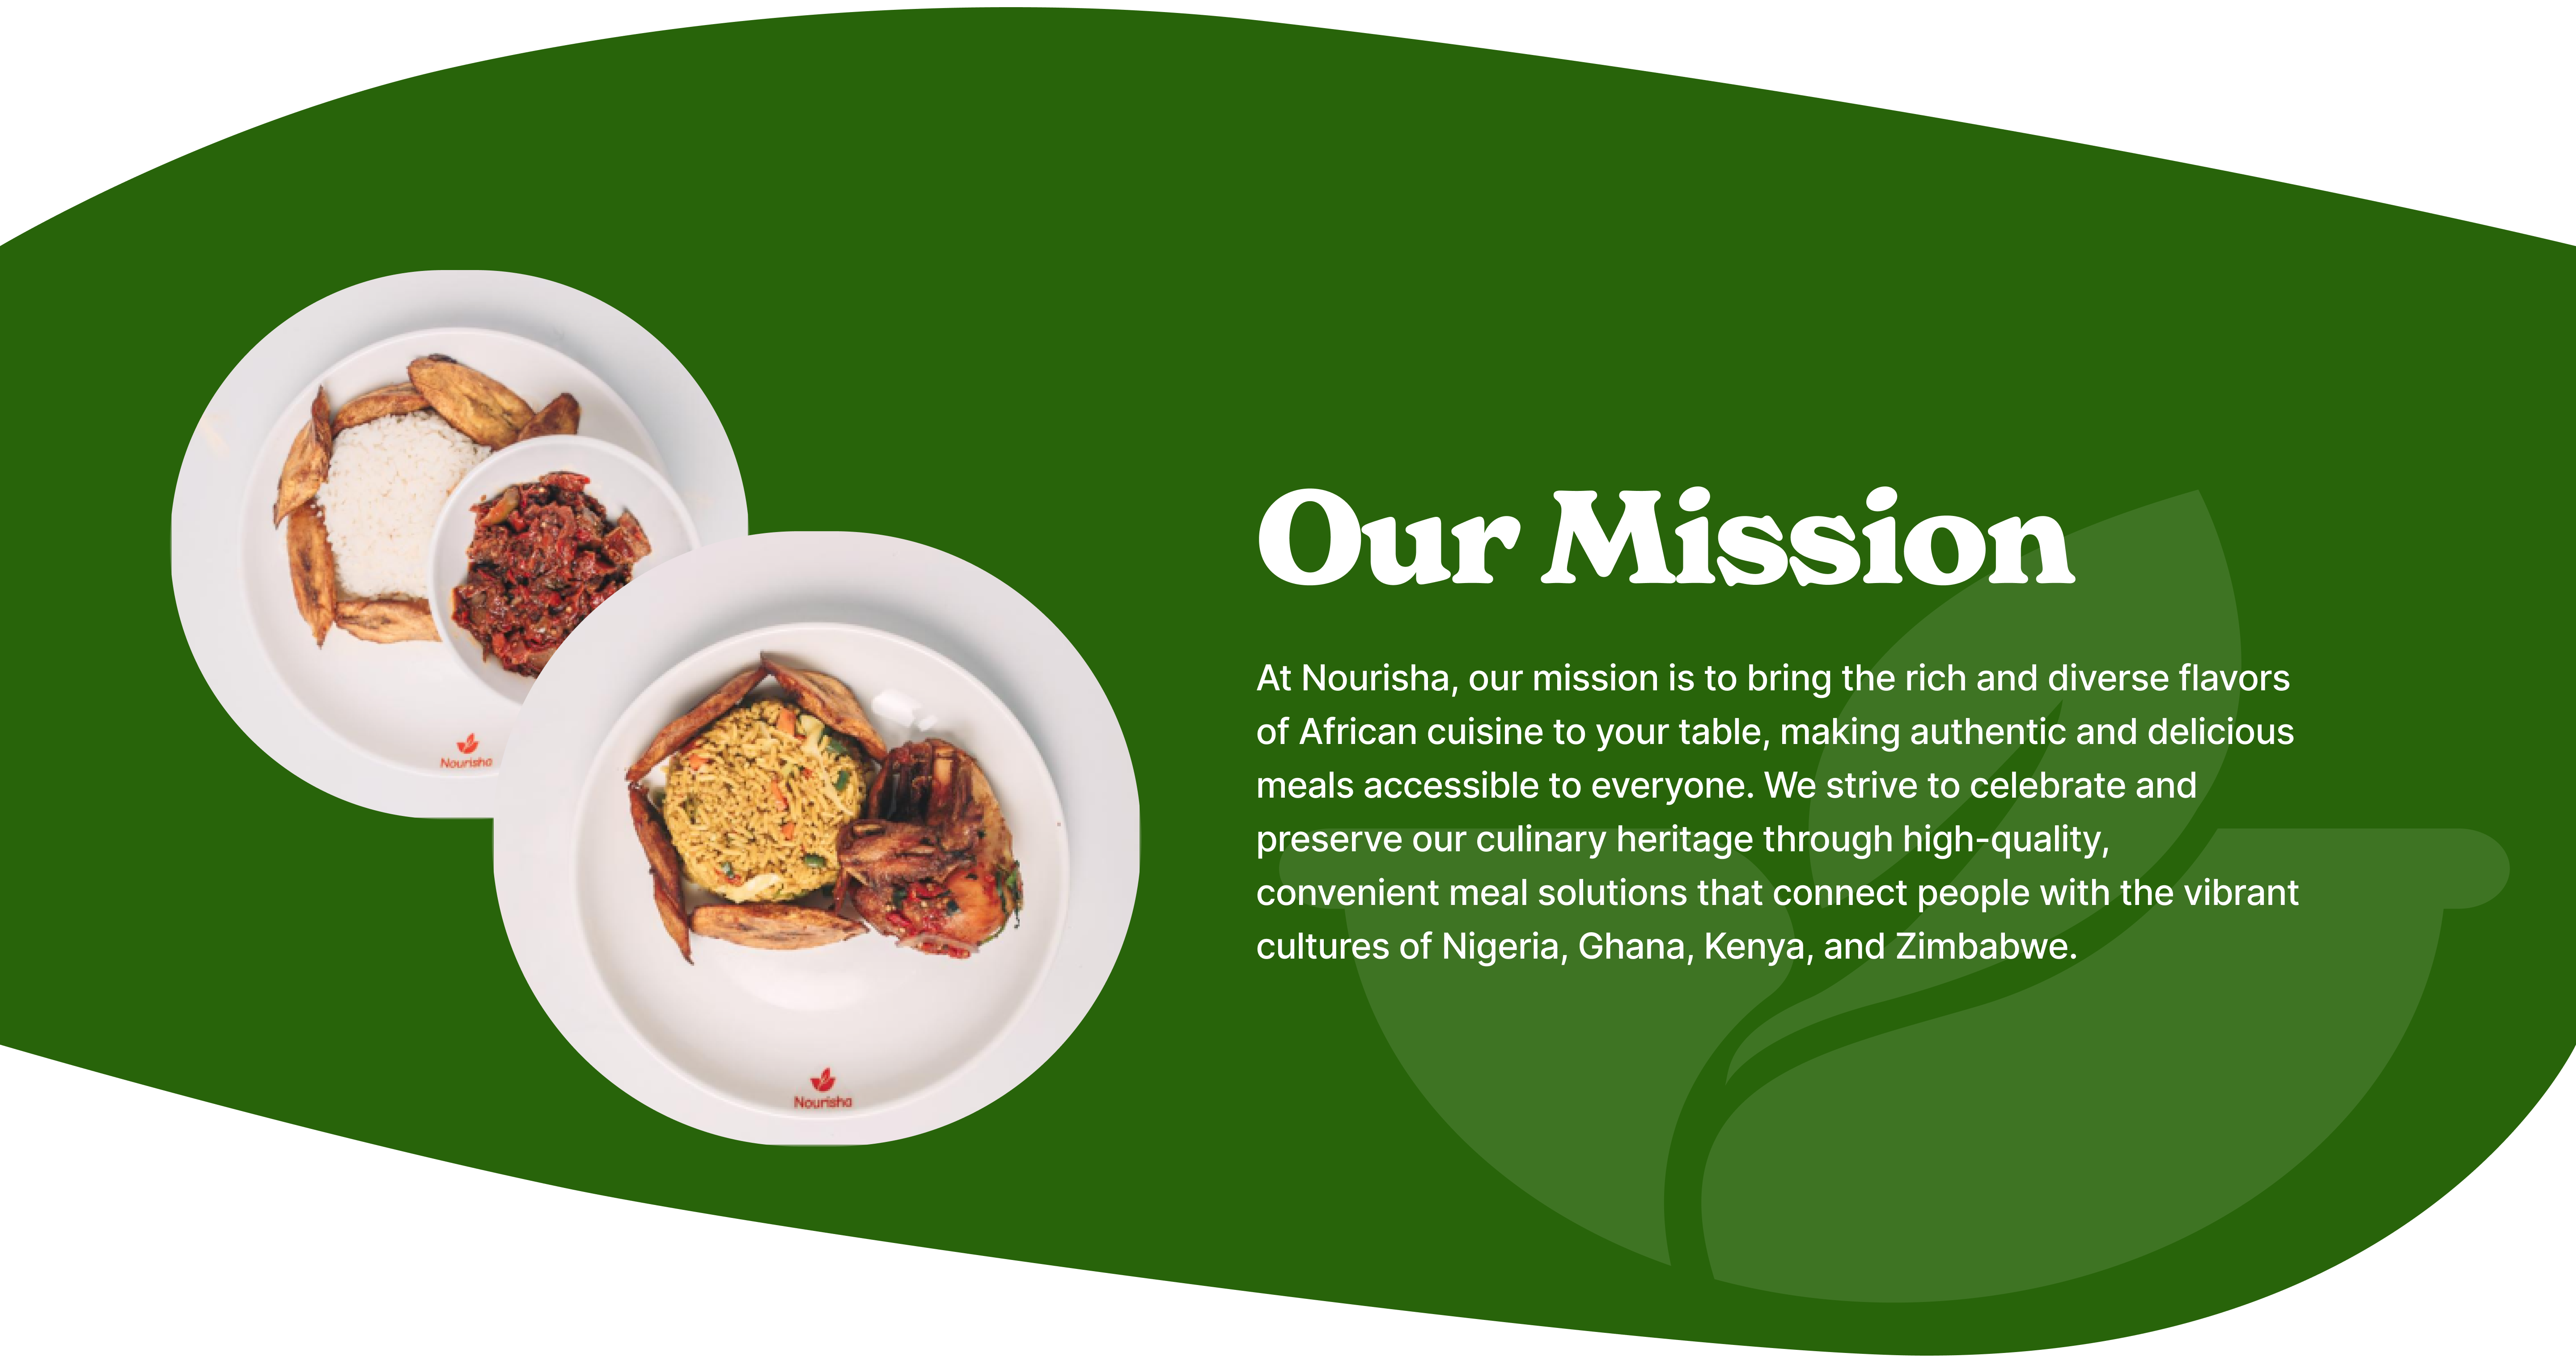 Our Mission
At Nourisha, our mission is to bring the rich and diverse flavors
of African cuisine to your table, making authentic and delicious
meals accessible to everyone. We strive to celebrate and
preserve our culinary heritage through high-quality,
convenient meal solutions that connect people with the vibrant
cultures of Nigeria, Ghana, Kenya, and Zimbabwe.
Nourisha
Nourisha